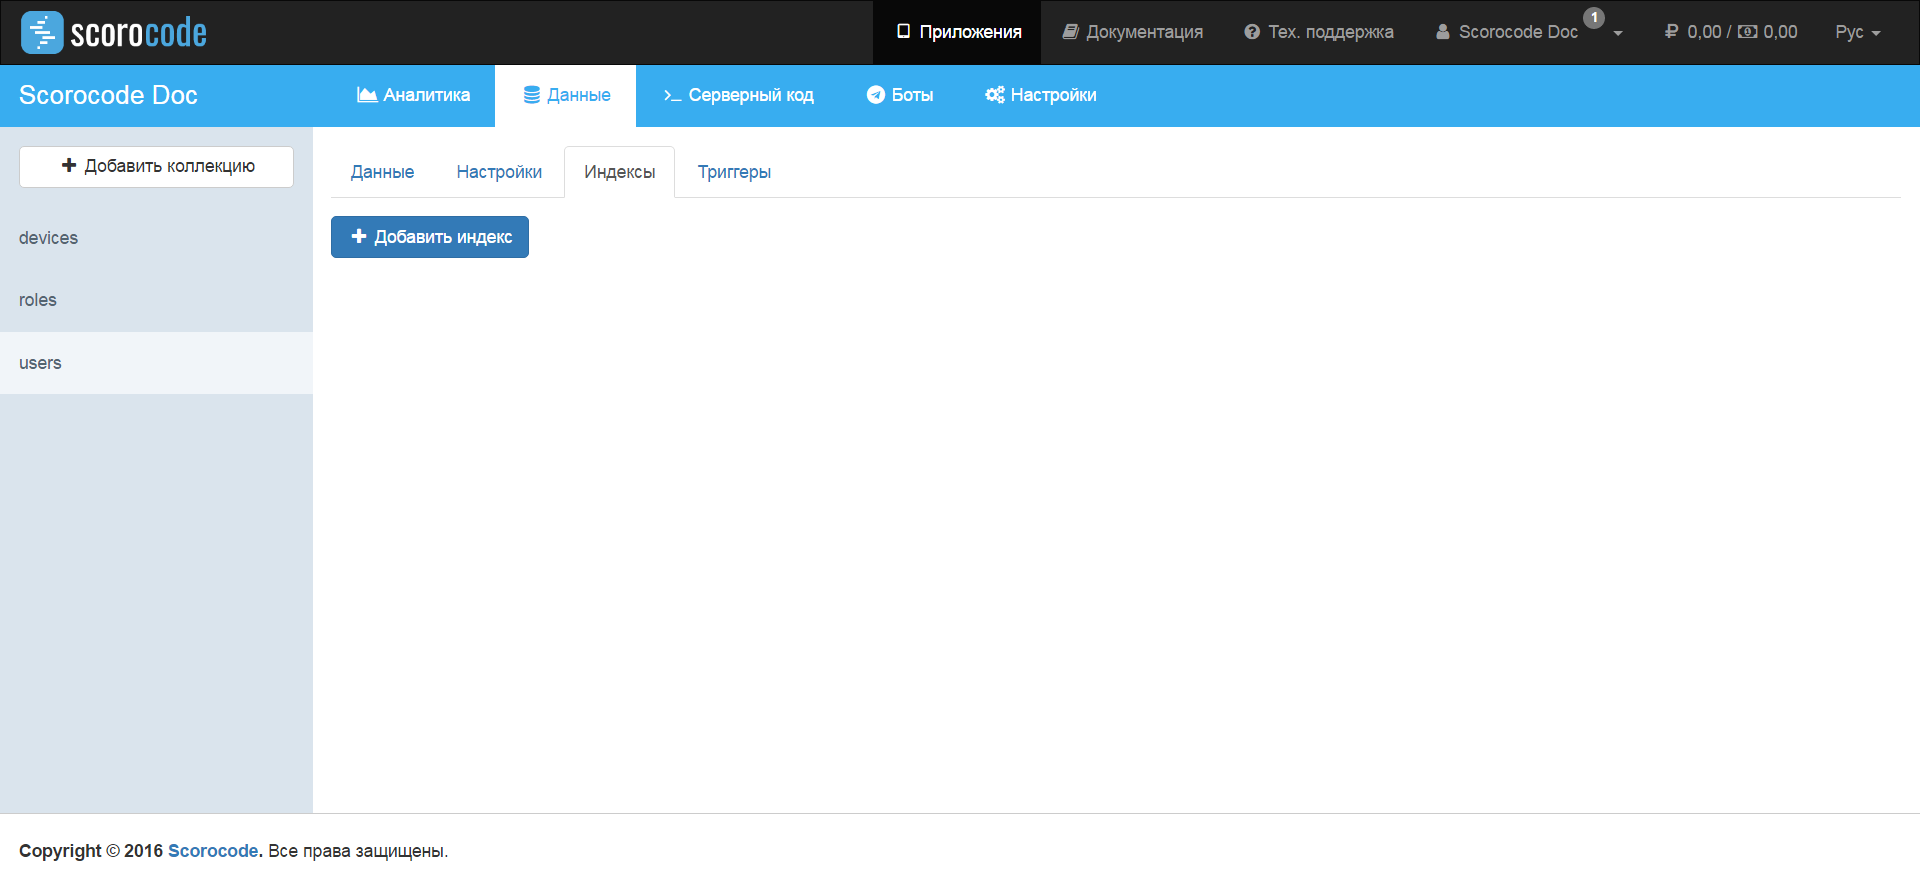 scorocode Приложения Документация Тех. поддержка Scorocode Doc 1 0,00 / 0,00 Рус
Scorocode Doc Аналитика Данные Серверный код Боты Настройки
Добавить коллекцию
Данные Настройки Индексы Триггеры
Добавить индекс
devices
roles
users
Copyright © 2016 Scorocode. Все права защищены.